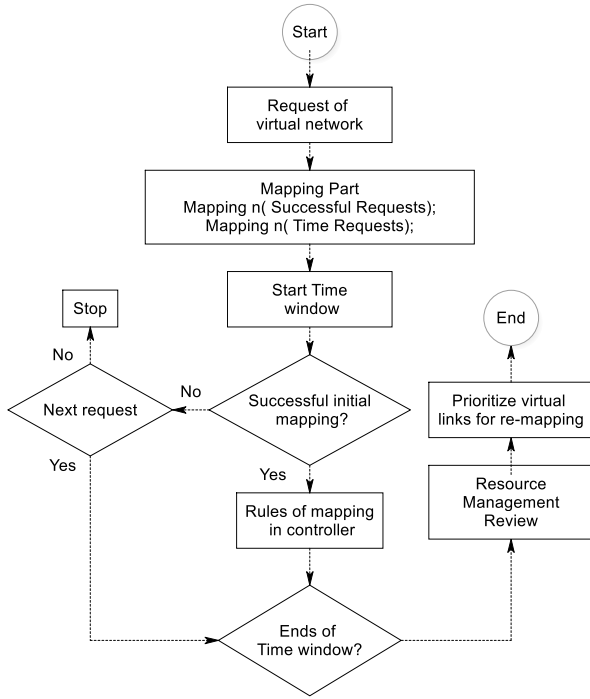 Start
Request of
virtual network
Mapping Part
Mapping n( Successful Requests);
Mapping n( Time Requests);
Start Time
window
Stop
End
No
Next request
No
Successful initial
mapping?
Prioritize virtual
links for re-mapping
Yes
Yes
Resource
Management
Review
Rules of mapping
in controller
Ends of
Time window?